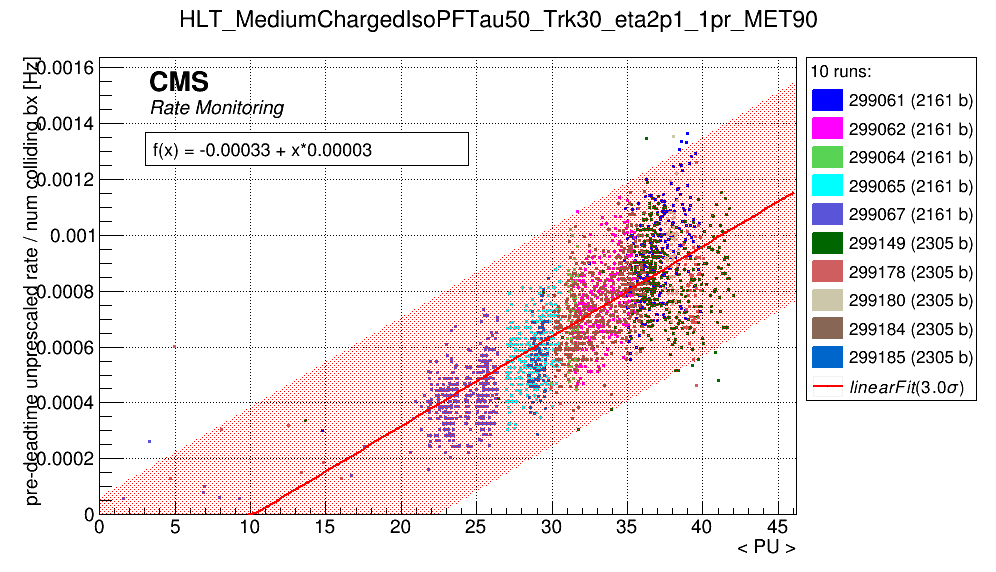 HLT_MediumChargedIsoPFTau50_Trk30_eta2p1_1pr_MET90
pre-deadtime unprescaled rate / num colliding bx [Hz]
0.0016
0.0014
0.0012
0.001
0.0008
0.0006
0.0004
0.0002
0
CMS
Rate Monitoring
f(x) = -0.00033 + x*0.00003
0 5 10 15 20 25 30 35 40 45
< PU >
10 runs:
299061 (2161 b)
299062 (2161 b)
299064 (2161 b)
299065 (2161 b)
299067 (2161 b)
299149 (2305 b)
299178 (2305 b)
299180 (2305 b)
299184 (2305 b)
299185 (2305 b)
linearFit(3.0σ)